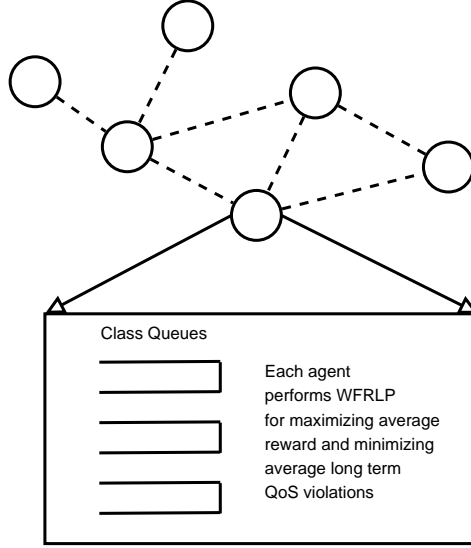 Class Queues
Each agent
performs WFRLP
for maximizing average
reward and minimizing
average long term
QoS violations